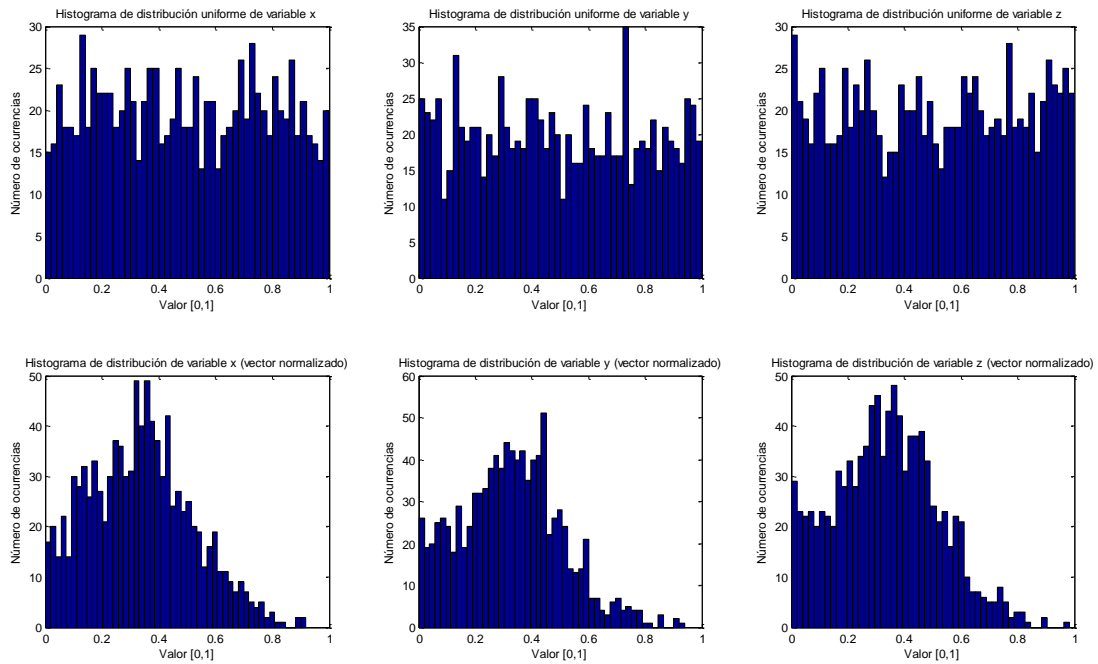 Histograma de distribución uniforme de variable x
30
25
20
15
10
5
0
Número de ocurrencias
0 0.2 0.4 0.6 0.8 1
Valor [0,1]
Histograma de distribución uniforme de variable y
35
30
25
20
15
10
5
0
Número de ocurrencias
0 0.2 0.4 0.6 0.8 1
Valor [0,1]
Histograma de distribución uniforme de variable z
30
25
20
15
10
5
0
Número de ocurrencias
0 0.2 0.4 0.6 0.8 1
Valor [0,1]
Histograma de distribución de variable x (vector normalizado)
50
40
30
20
10
0
Número de ocurrencias
0 0.2 0.4 0.6 0.8 1
Valor [0,1]
Histograma de distribución de variable y (vector normalizado)
60
50
40
30
20
10
0
Número de ocurrencias
0 0.2 0.4 0.6 0.8 1
Valor [0,1]
Histograma de distribución de variable z (vector normalizado)
50
40
30
20
10
0
Número de ocurrencias
0 0.2 0.4 0.6 0.8 1
Valor [0,1]